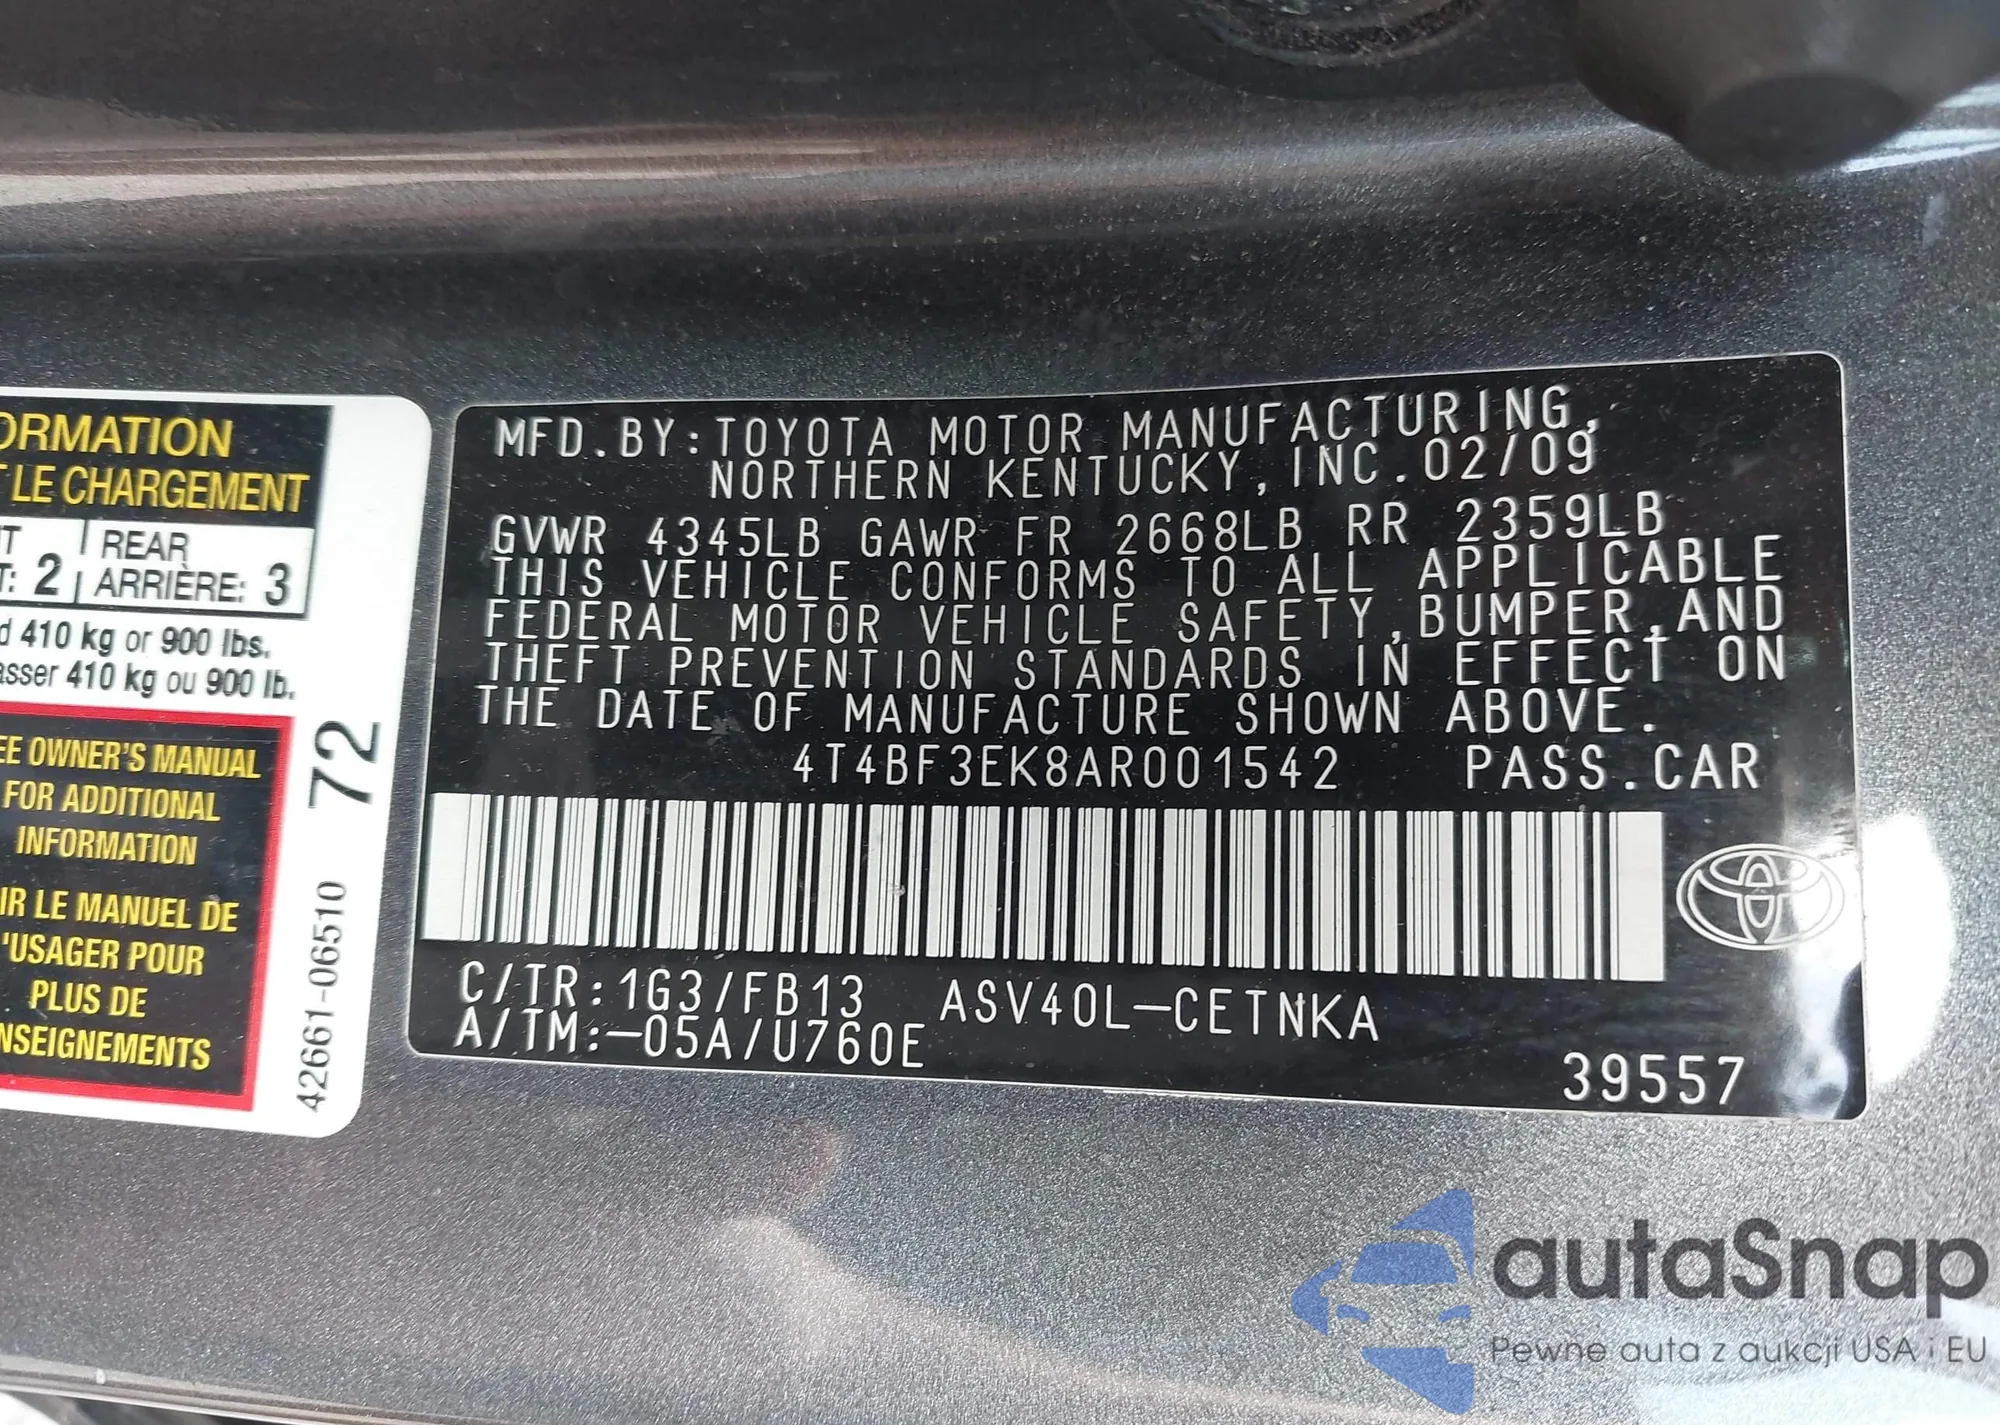 ORMATION
LE CHARGEMENT
REAR
2 ARRIÈRE: 3
410 kg or 900 lbs.
asser 410 kg ou 900 lb.
EE OWNER'S MANUAL
FOR ADDITIONAL
INFORMATION
IR LE MANUEL DE
'USAGER POUR
PLUS DE
NSEIGNEMENTS
72
42661-06510
MFD.BY:TOYOTA MOTOR MANUFACTURING,
NORTHERN KENTUCKY,INC.02/09
GVWR 4345LB GAWR FR 2668LB RR 2359LB
THIS VEHICLE CONFORMS TO ALL APPLICABLE
FEDERAL MOTOR VEHICLE SAFETY,BUMPER,AND
THEFT PREVENTION STANDARDS IN EFFECT ON
THE DATE OF MANUFACTURE SHOWN ABOVE.
4T4BF3EK8AR001542 PASS.CAR
C/TR:1G3/FB13 ASV40L-CETNKA
A/TM:-05A/U760E
39557
autaSnap
Pewne auta z aukcji USA i EU